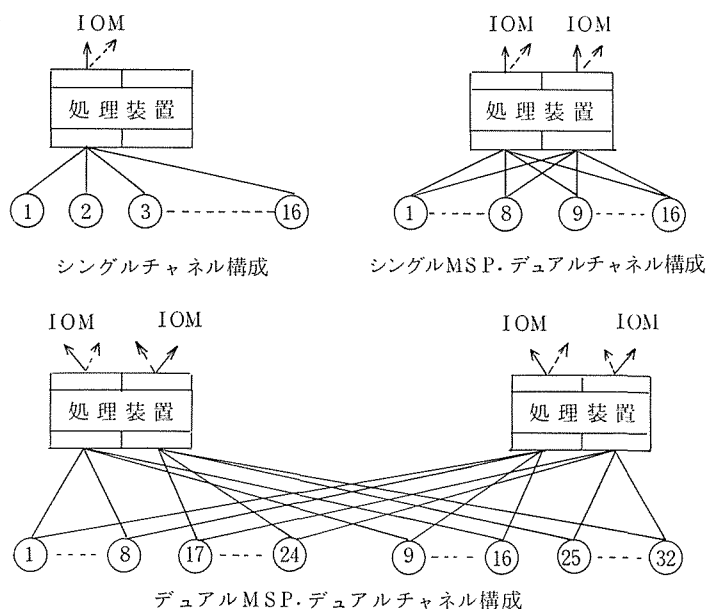 IOM
処理装置
1 2 3 16
シングルチャネル構成
IOM IOM
処理装置
1 8 9 16
シングルMSP・デュアルチャネル構成
IOM IOM
処理装置
1 8 17 24
IOM IOM
処理装置
9 16 25 32
デュアルMSP・デュアルチャネル構成